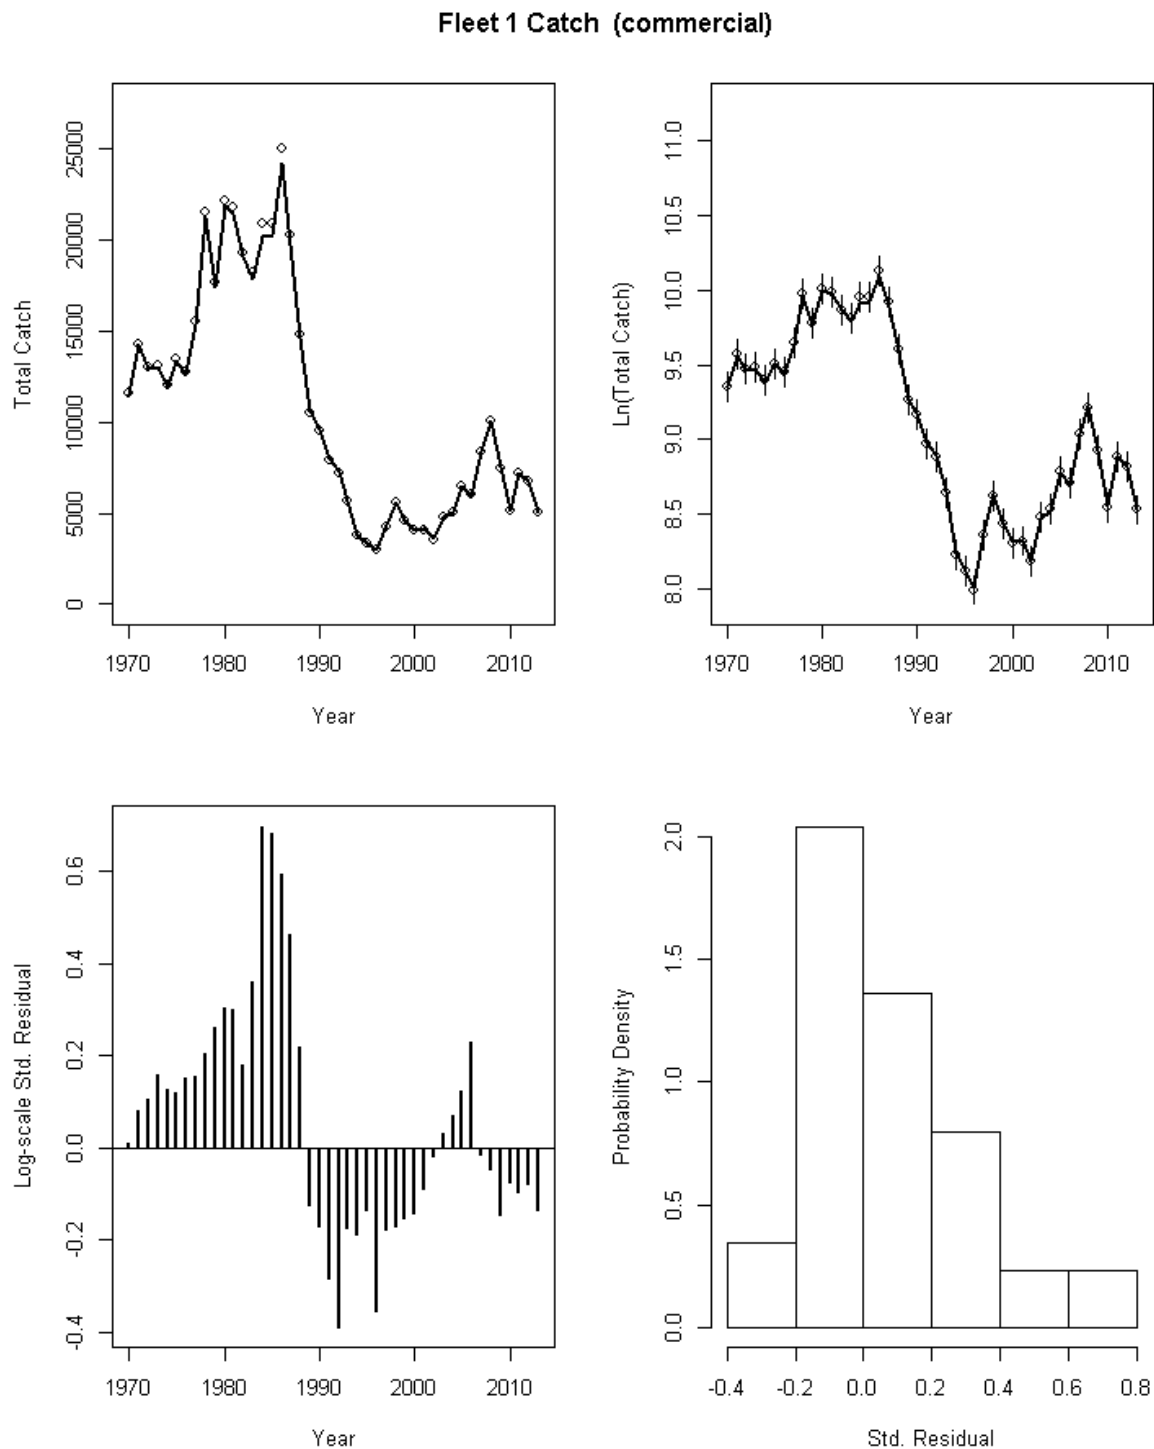 Fleet 1 Catch (commercial)
Total Catch
0
5000
10000
15000
20000
25000
1970 1980 1990 2000 2010
Year
Ln(Total Catch)
8.0
8.5
9.0
9.5
10.0
10.5
11.0
1970 1980 1990 2000 2010
Year
Log-scale Std. Residual
-0.4
-0.2
0.0
0.2
0.4
0.6
1970 1980 1990 2000 2010
Year
Probability Density
0.0
0.5
1.0
1.5
2.0
-0.4 -0.2 0.0 0.2 0.4 0.6 0.8
Std. Residual